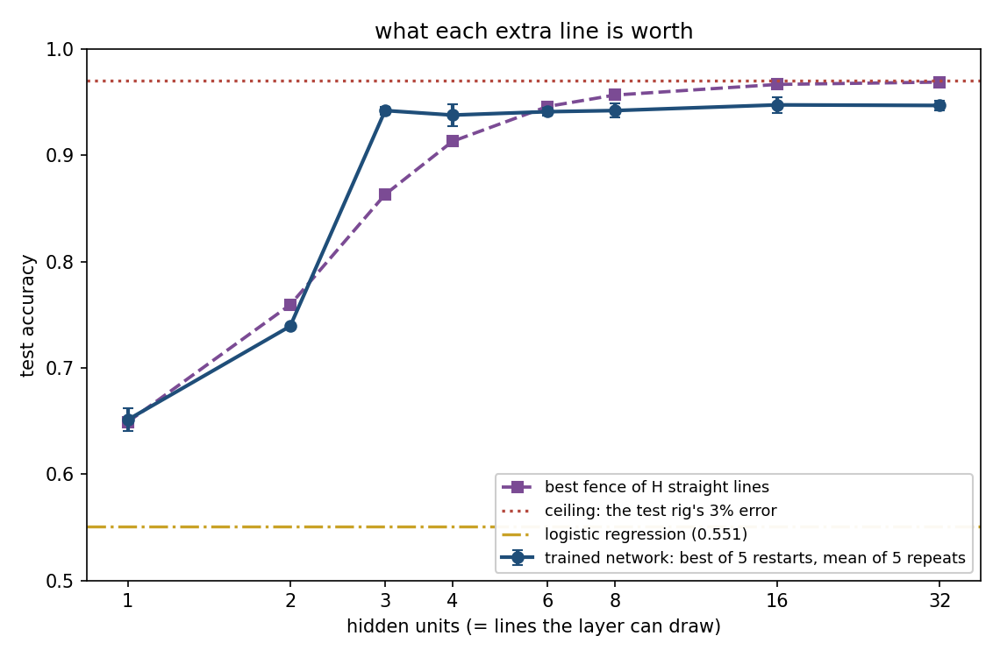 what each extra line is worth
1.0
0.9
0.8
0.7
0.6
0.5
test accuracy
best fence of H straight lines
ceiling: the test rig's 3% error
logistic regression (0.551)
trained network: best of 5 restarts, mean of 5 repeats
1 2 3 4 6 8 16 32
hidden units (= lines the layer can draw)